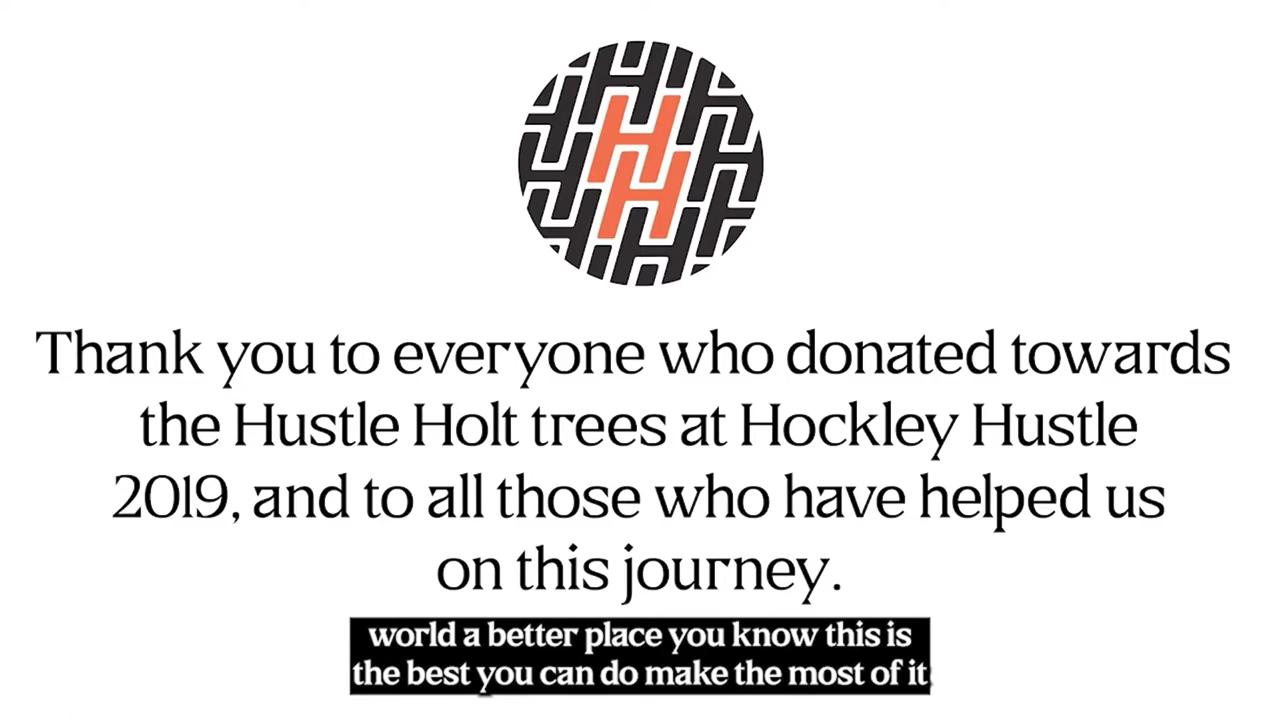 Thank you to everyone who donated towards
the Hustle Holt trees at Hockley Hustle
2019, and to all those who have helped us
on this journey.
world a better place you know this is
the best you can do make the most of it